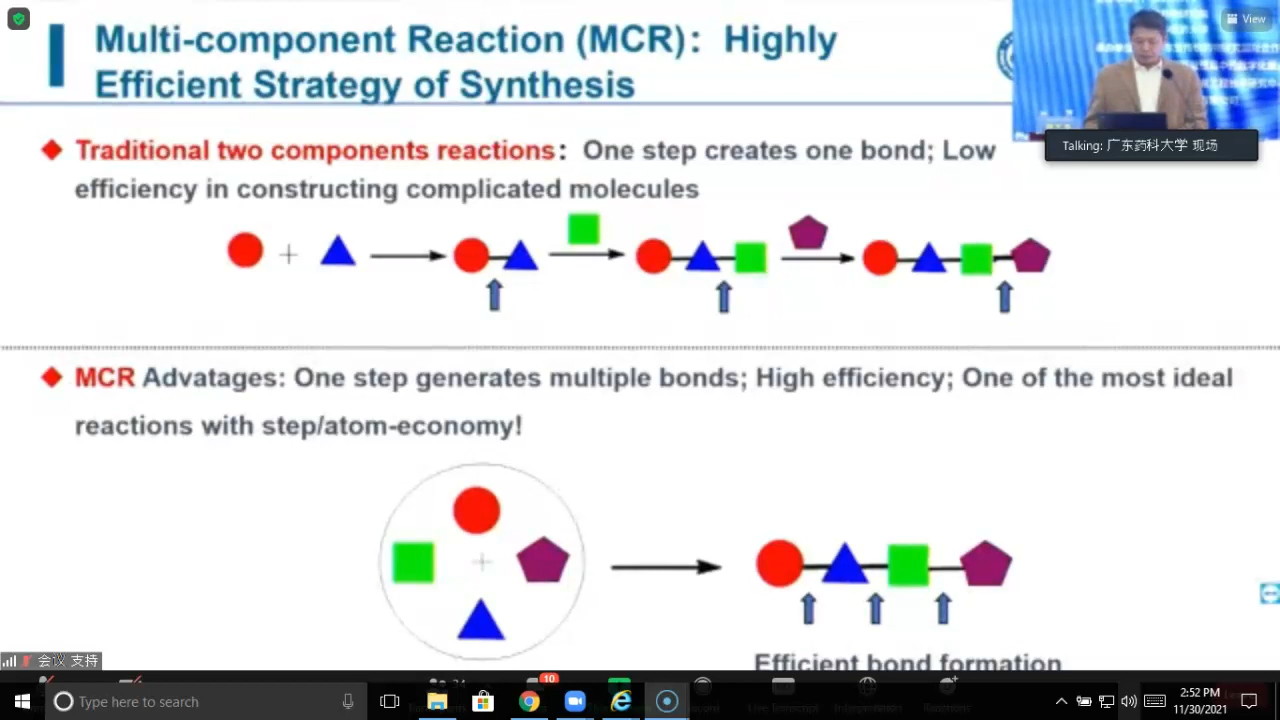 View
Multi-component Reaction (MCR): Highly
Efficient Strategy of Synthesis
Talking: 广东药科大学 现场
Traditional two components reactions: One step creates one bond; Low
efficiency in constructing complicated molecules
MCR Advatages: One step generates multiple bonds; High efficiency; One of the most ideal
reactions with step/atom-economy!
Efficient bond formation
会议 支持
10
34
Type here to search
2:52 PM
11/30/2021